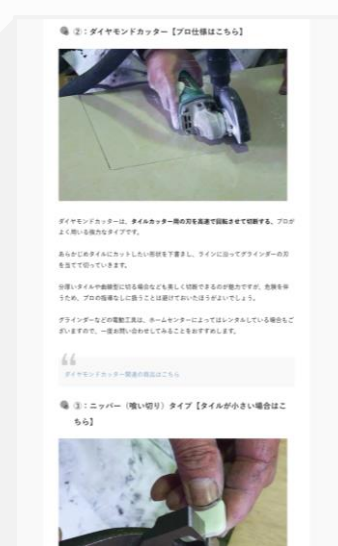 ②：ダイヤモンドカッター【プロ仕様はこちら】
ダイヤモンドカッターは、タイルカッター用の刃を高速で回転させて切断する、プロが
よく用いる強力なタイプです。
あらかじめタイルにカットしたい形状を下書きし、ラインに沿ってグラインダーの刃
を当てて切っていきます。
分厚いタイルや曲線型に切る場合なども美しく切断できるのが魅力ですが、危険を伴
うため、プロの指導なしに扱うことは避けておいたほうがよいでしょう。
グラインダーなどの電動工具は、ホームセンターによってはレンタルしている場合もご
ざいますので、一度お問い合わせしてみることをおすすめします。
ダイヤモンドカッター関連の商品はこちら
③：ニッパー（喰い切り）タイプ【タイルが小さい場合はこ
ちら】